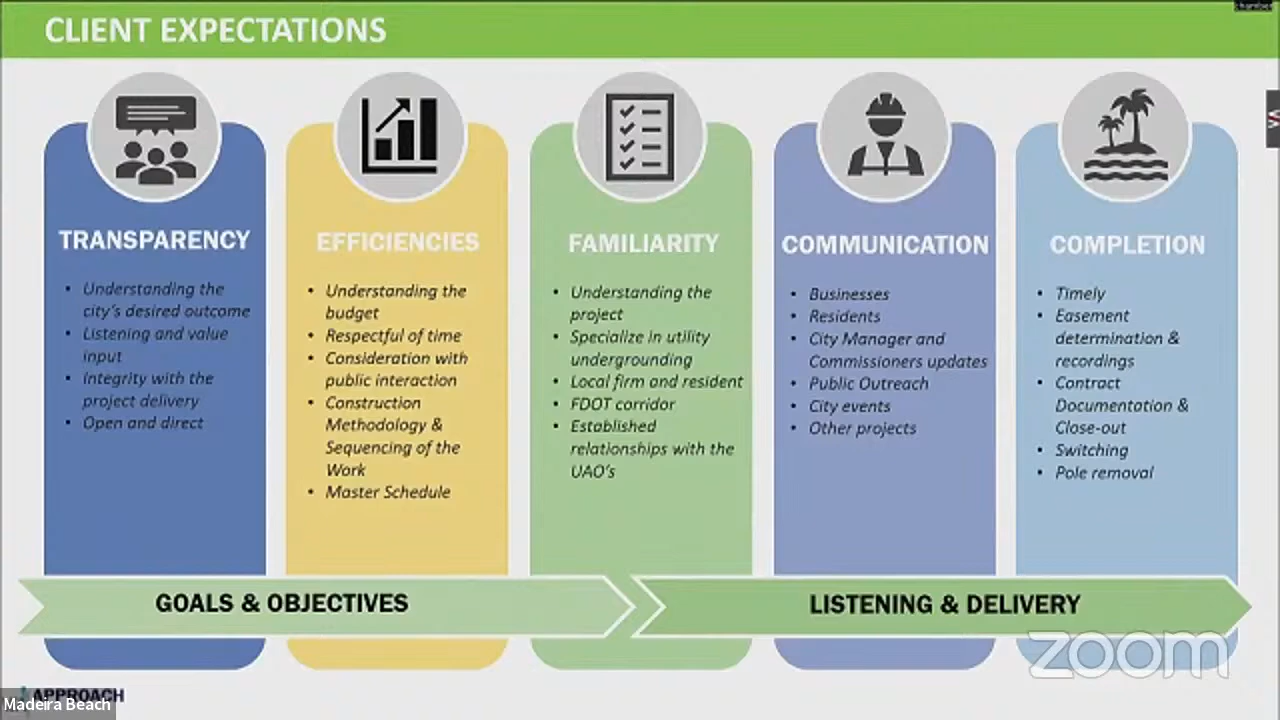 chamber
CLIENT EXPECTATIONS
TRANSPARENCY
• Understanding the
city's desired outcome
• Listening and value
input
• Integrity with the
project delivery
• Open and direct
EFFICIENCIES
• Understanding the
budget
• Respectful of time
• Consideration with
public interaction
• Construction
Methodology &
Sequencing of the
Work
• Master Schedule
FAMILIARITY
• Understanding the
project
• Specialize in utility
undergrounding
• Local firm and resident
• FDOT corridor
• Established
relationships with the
UAO's
COMMUNICATION
• Businesses
• Residents
• City Manager and
Commissioners updates
• Public Outreach
• City events
• Other projects
COMPLETION
• Timely
• Easement
determination &
recordings
• Contract
Documentation &
Close-out
• Switching
• Pole removal
GOALS & OBJECTIVES
LISTENING & DELIVERY
zoom
APPROACH
Madeira Beach